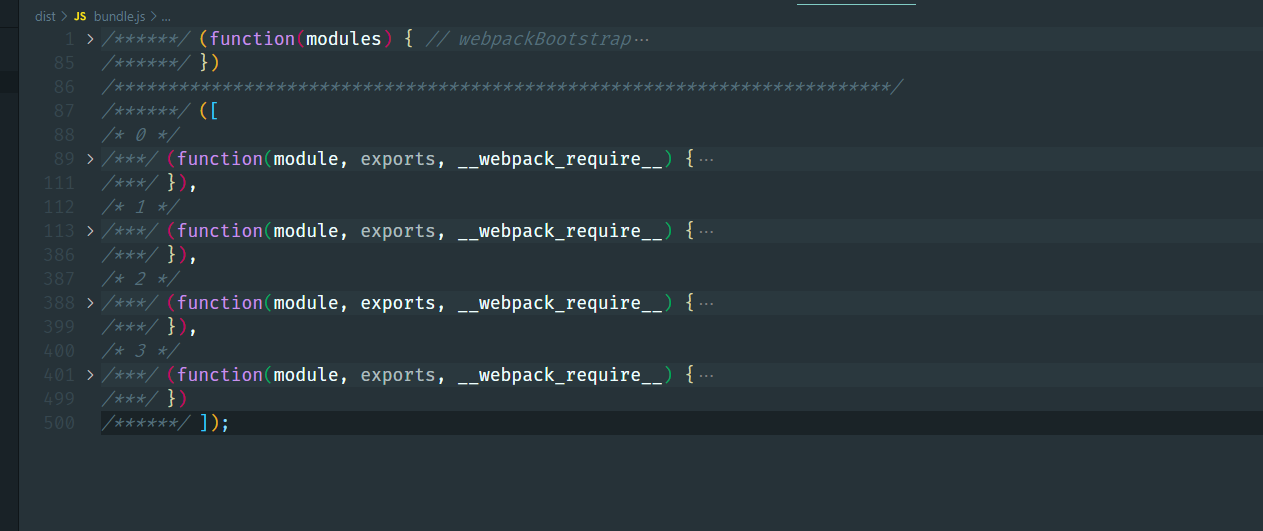 dist > JS bundle.js > ...
1 > /******/ (function(modules) { // webpackBootstrap···
85 /******/ })
86 /************************************************************************/
87 /******/ ([
88 /* 0 */
89 > /***/ (function(module, exports, __webpack_require__) {···
111 /***/ }),
112 /* 1 */
113 > /***/ (function(module, exports, __webpack_require__) {···
386 /***/ }),
387 /* 2 */
388 > /***/ (function(module, exports, __webpack_require__) {···
399 /***/ }),
400 /* 3 */
401 > /***/ (function(module, exports, __webpack_require__) {···
499 /***/ })
500 /******/ ]);